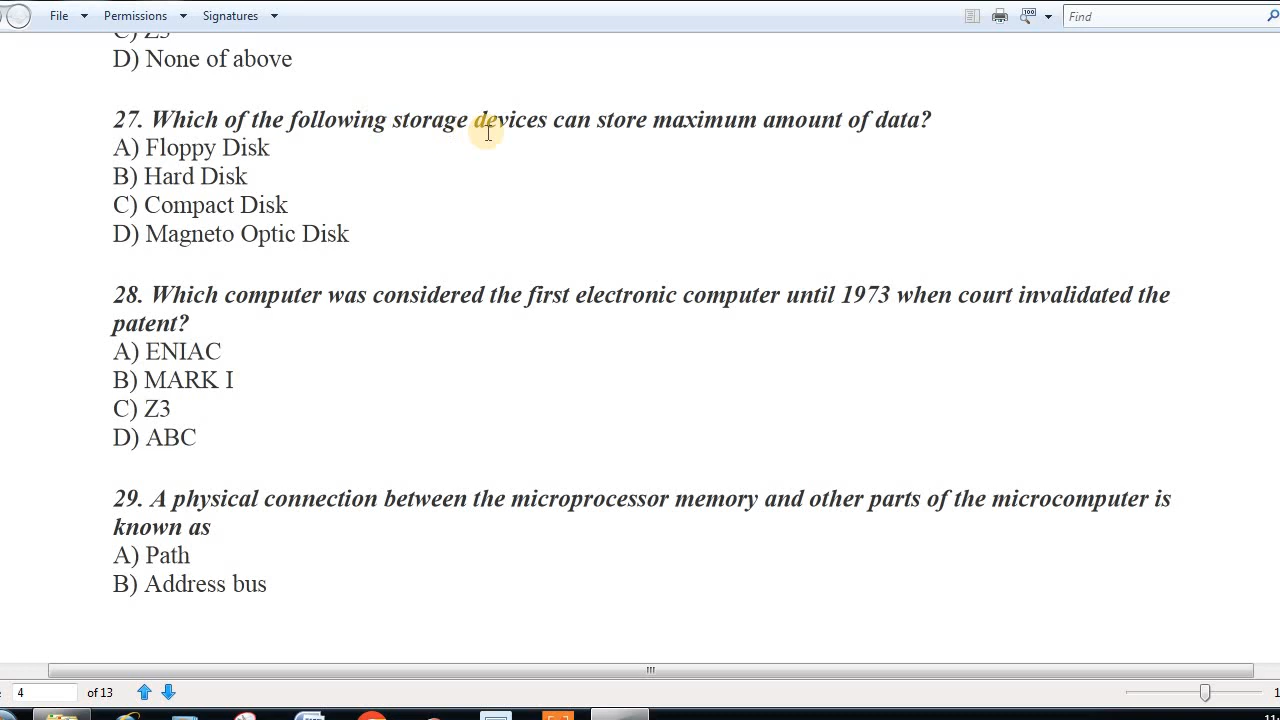 File Permissions Signatures Find
D) None of above
27. Which of the following storage devices can store maximum amount of data?
A) Floppy Disk
B) Hard Disk
C) Compact Disk
D) Magneto Optic Disk
28. Which computer was considered the first electronic computer until 1973 when court invalidated the
patent?
A) ENIAC
B) MARK I
C) Z3
D) ABC
29. A physical connection between the microprocessor memory and other parts of the microcomputer is
known as
A) Path
B) Address bus
4 of 13